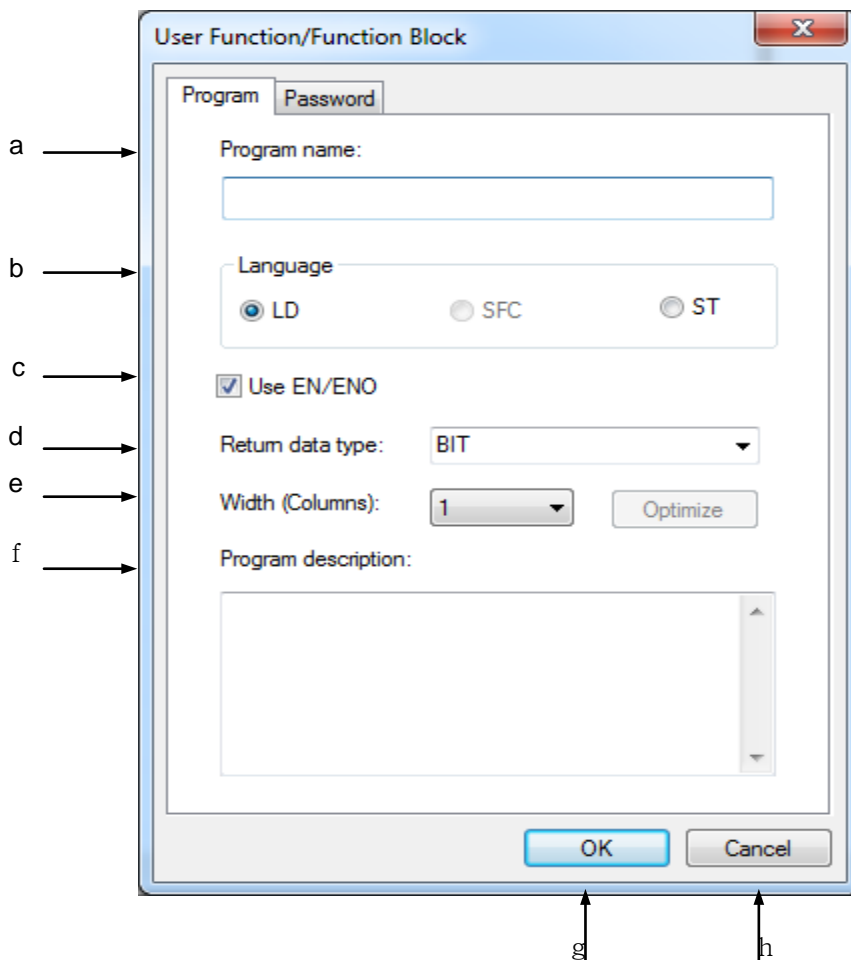 User Function/Function Block
Program Password
a Program name:
b Language
LD SFC ST
c Use EN/ENO
d Return data type: BIT
e Width (Columns): 1 Optimize
f Program description:
OK Cancel
g h